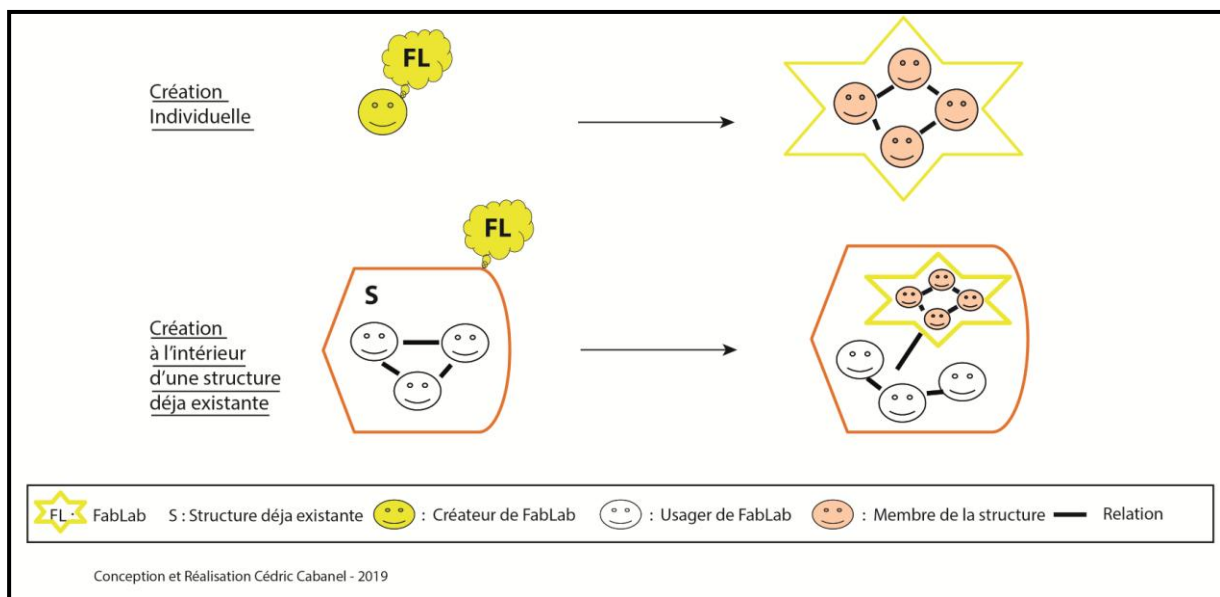 FL
Création
Individuelle
FL
S
Création
à l'intérieur
d'une structure
déja existante
FL : FabLab S : Structure déja existante : Créateur de FabLab : Usager de FabLab : Membre de la structure Relation
Conception et Réalisation Cédric Cabanel - 2019